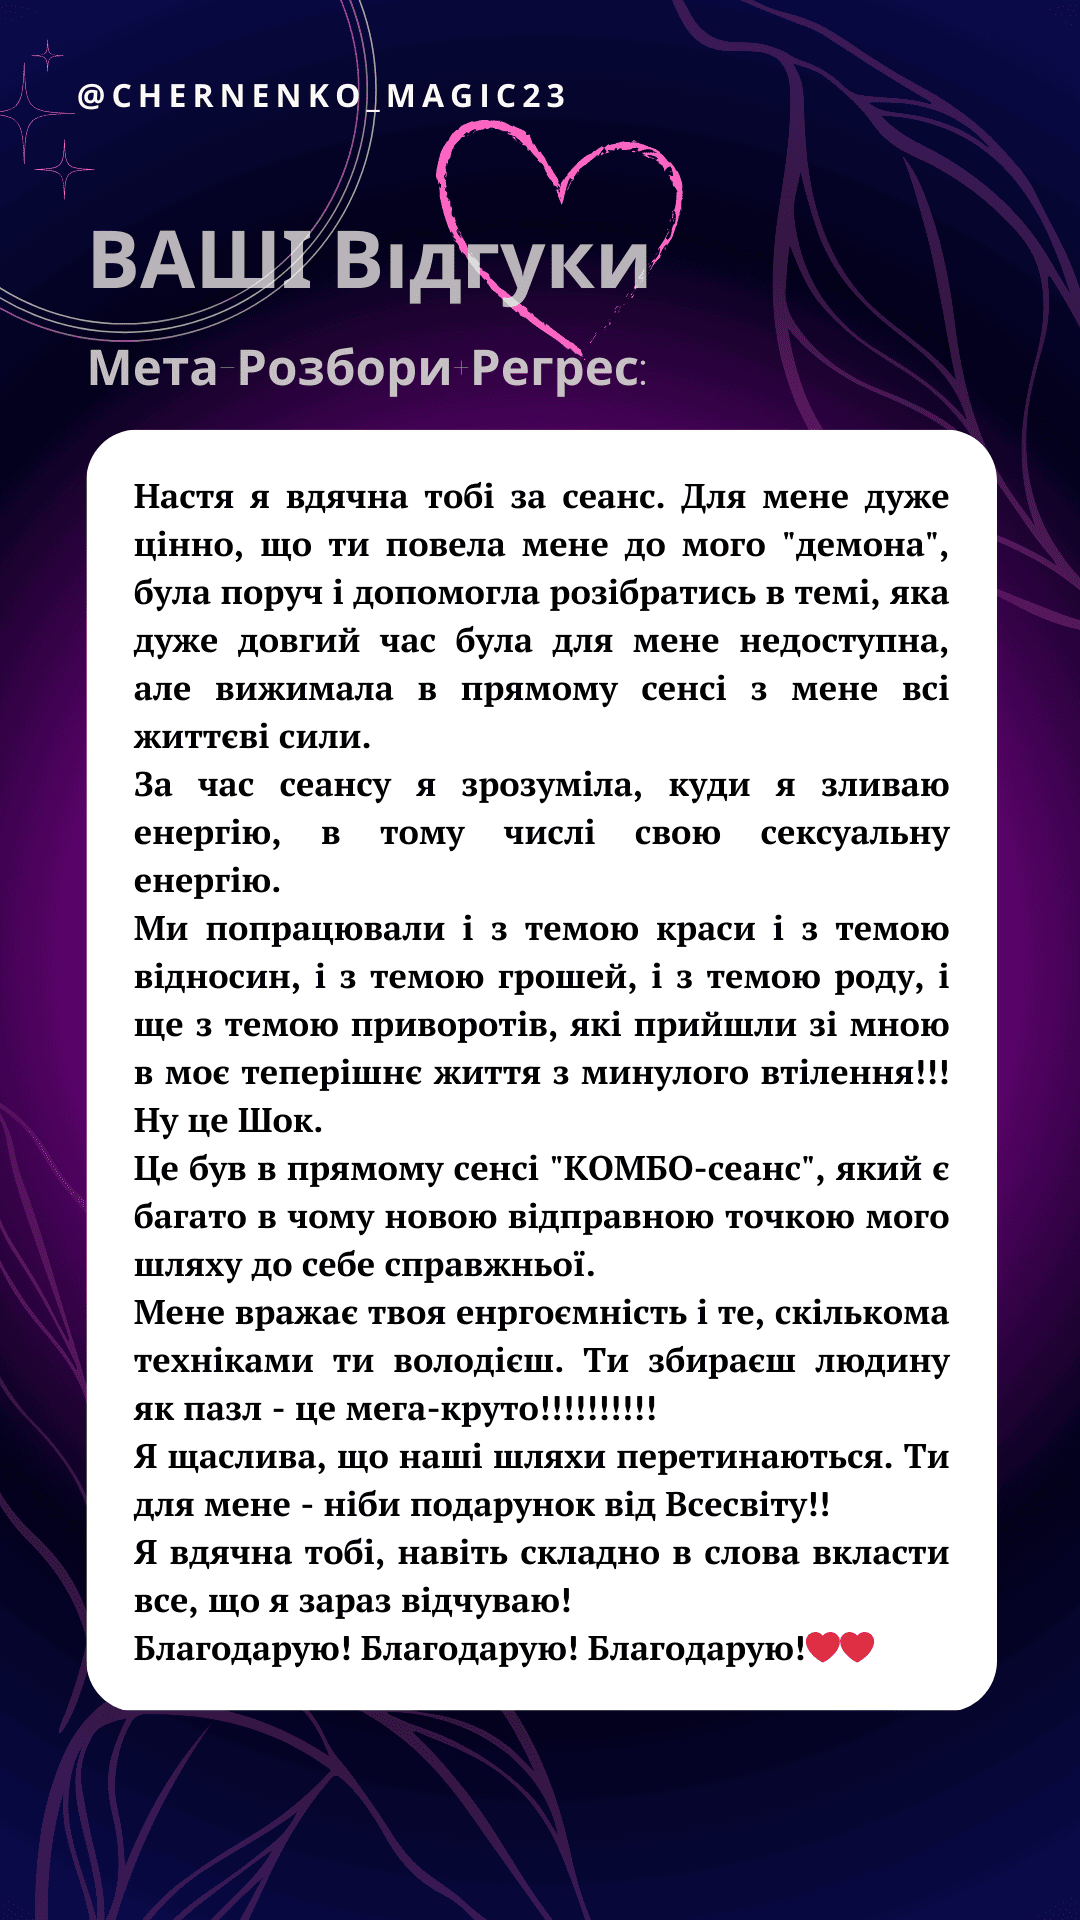 @CHERNENKO_MAGIC23
ВАШІ Відгуки
Мета-Розбори+Регрес:
Настя я вдячна тобі за сеанс. Для мене дуже
цінно, що ти повела мене до мого "демона",
була поруч і допомогла розібратись в темі, яка
дуже довгий час була для мене недоступна,
але вижимала в прямому сенсі з мене всі
життєві сили.
За час сеансу я зрозуміла, куди я зливаю
енергію, в тому числі свою сексуальну
енергію.
Ми попрацювали і з темою краси і з темою
відносин, і з темою грошей, і з темою роду, і
ще з темою приворотів, які прийшли зі мною
в моє теперішнє життя з минулого втілення!!!
Ну це Шок.
Це був в прямому сенсі "КОМБО-сеанс", який є
багато в чому новою відправною точкою мого
шляху до себе справжньої.
Мене вражає твоя енргоємність і те, скількома
техніками ти володієш. Ти збираєш людину
як пазл - це мега-круто!!!!!!!!!!
Я щаслива, що наші шляхи перетинаються. Ти
для мене - ніби подарунок від Всесвіту!!
Я вдячна тобі, навіть складно в слова вкласти
все, що я зараз відчуваю!
Благодарую! Благодарую! Благодарую!❤️❤️